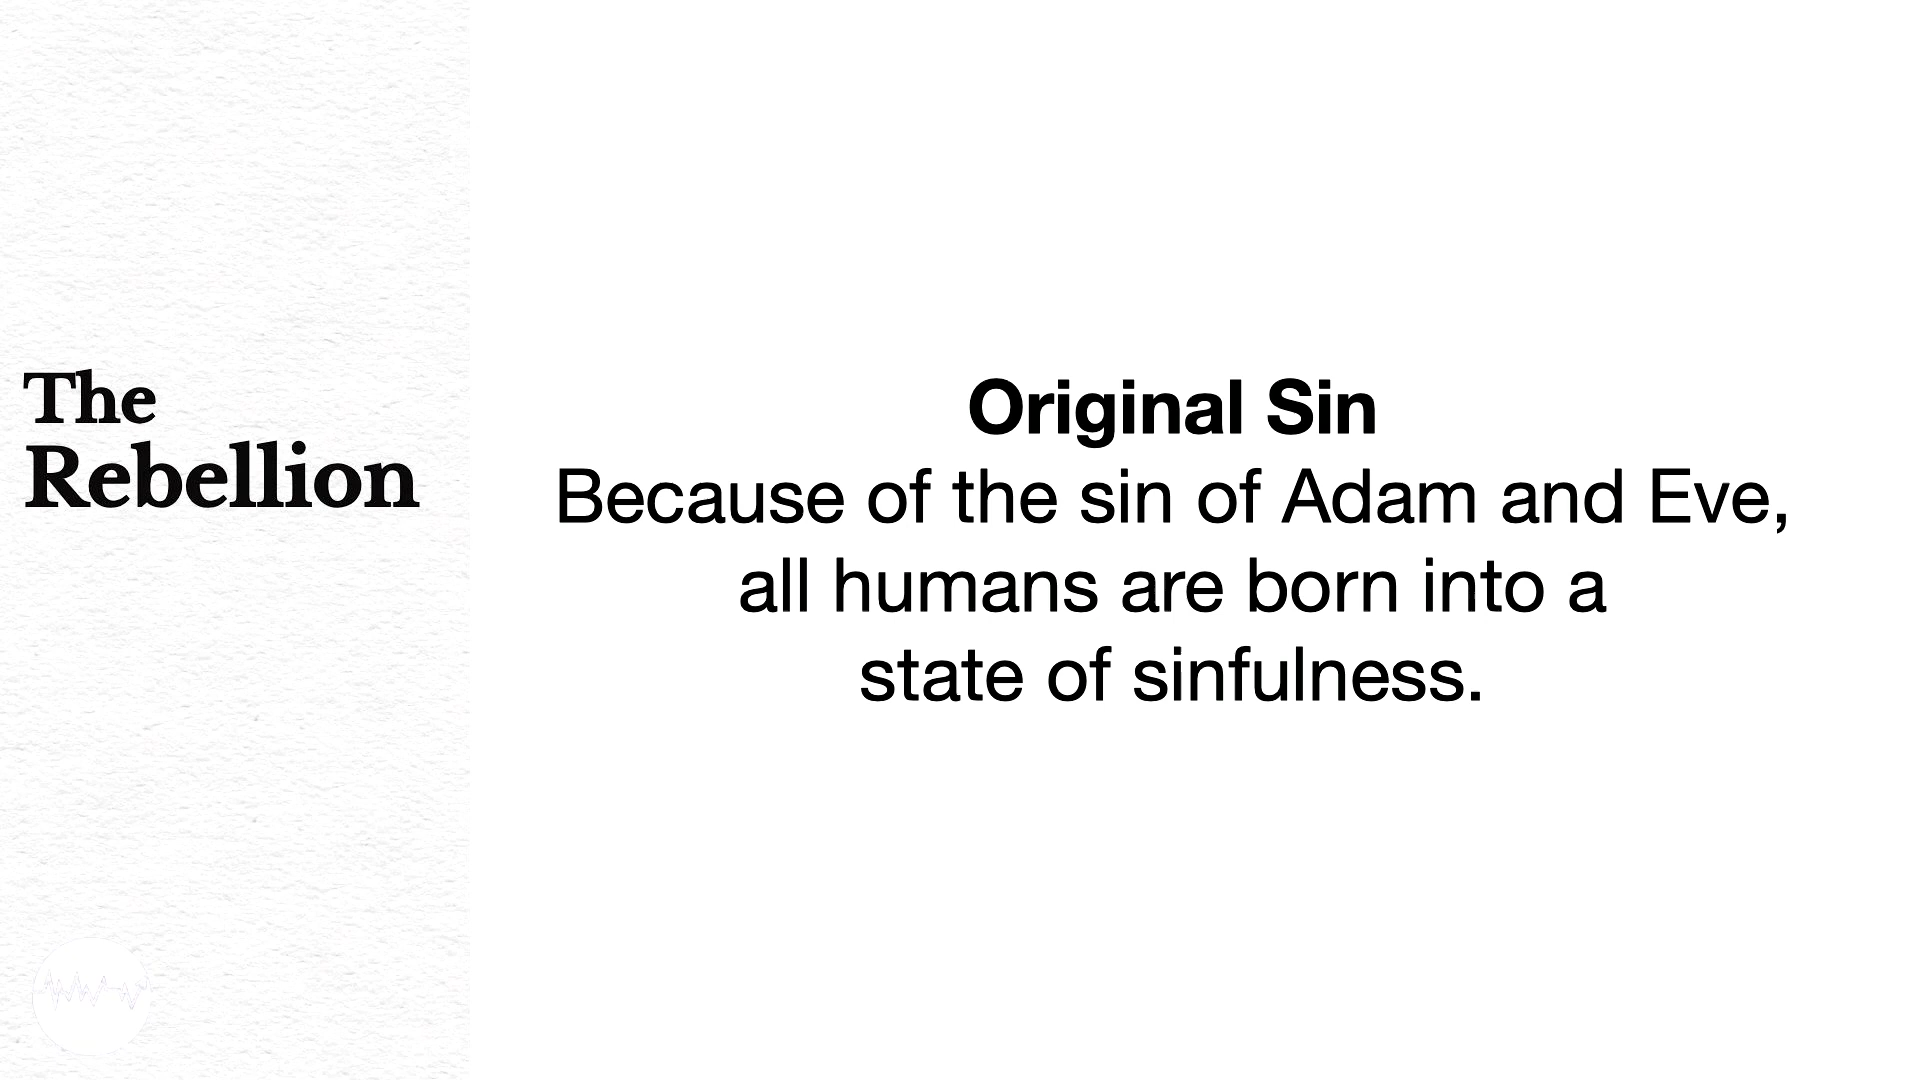 The
Rebellion
Original Sin
Because of the sin of Adam and Eve,
all humans are born into a
state of sinfulness.